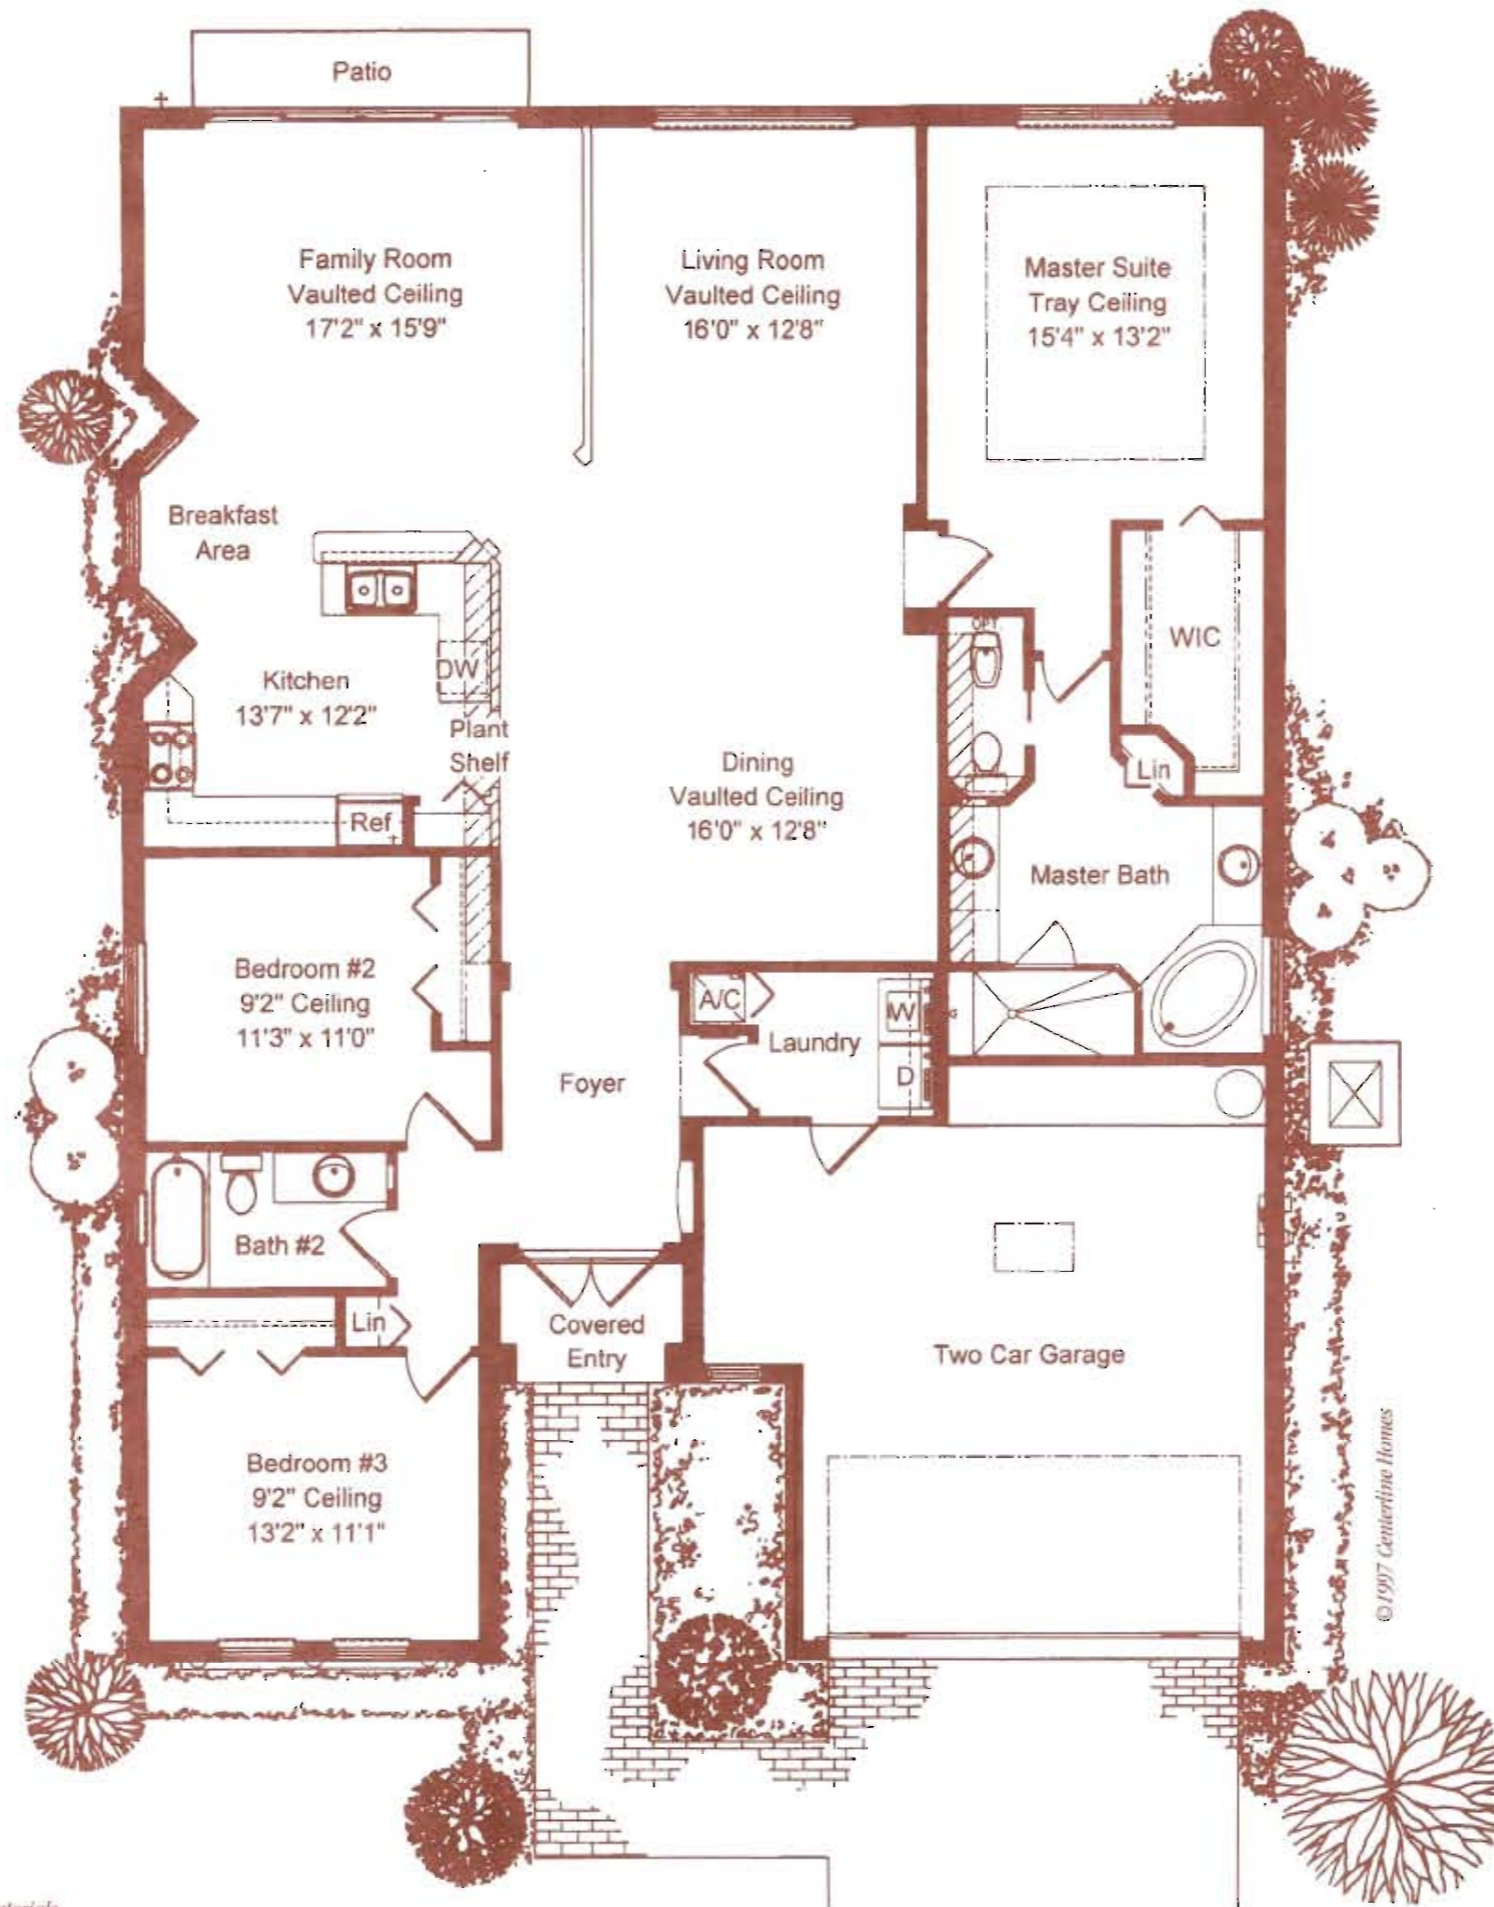 Patio
Family Room
Vaulted Ceiling
17'2" x 15'9"
Living Room
Vaulted Ceiling
16'0" x 12'8"
Master Suite
Tray Ceiling
15'4" x 13'2"
Breakfast
Area
OPT
WIC
DW
Kitchen
13'7" x 12'2"
Plant
Shelf
Lin
Dining
Vaulted Ceiling
16'0" x 12'8"
Ref
Master Bath
Bedroom #2
9'2" Ceiling
11'3" x 11'0"
A/C
W
Laundry
D
Foyer
Bath #2
Lin
Covered
Entry
Two Car Garage
Bedroom #3
9'2" Ceiling
13'2" x 11'1"
©1997 Centerline Homes